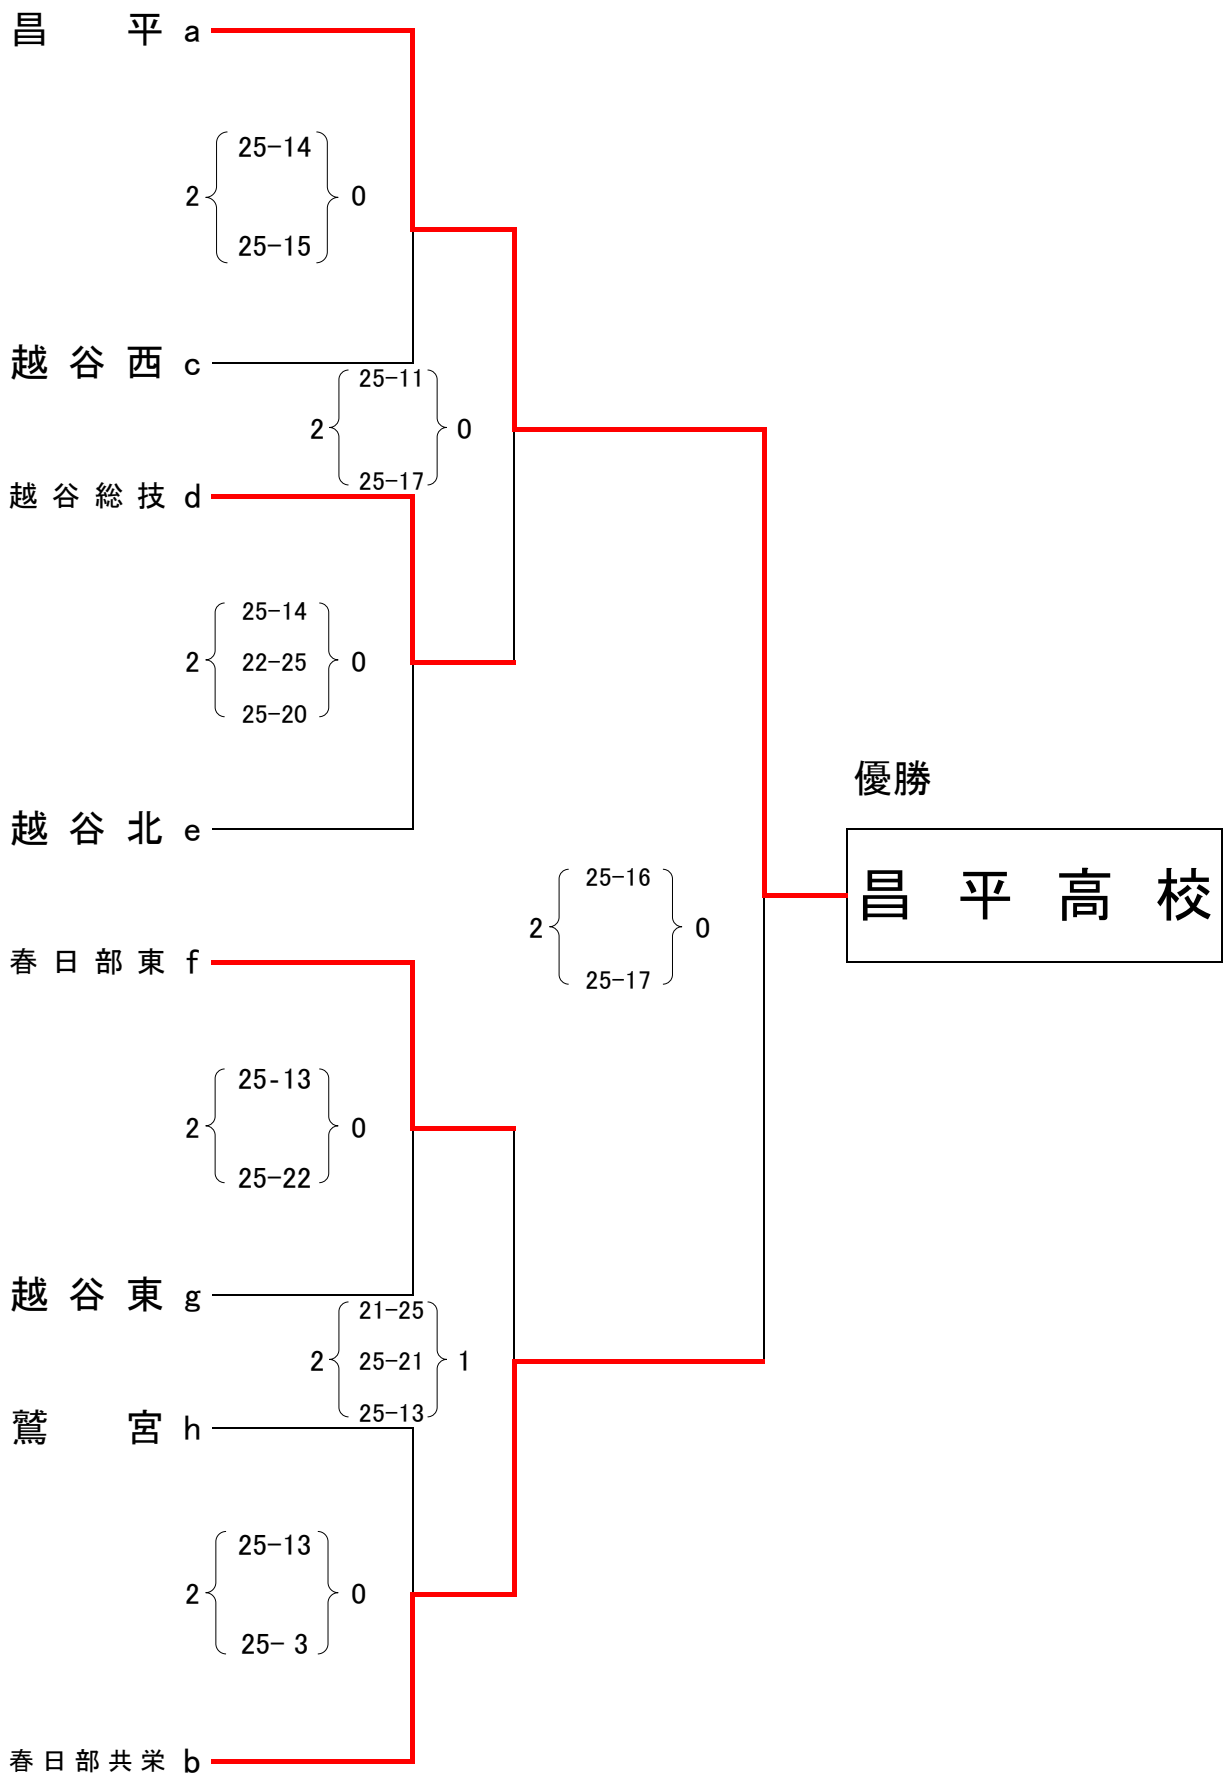 昌 平 a
25-14
2 0
25-15
越 谷 西 c
25-11
2 0
25-17
越 谷 総 技 d
25-14
2 22-25 0
25-20
優勝
越 谷 北 e
昌 平 高 校
25-16
2 0
25-17
春 日 部 東 f
25-13
2 0
25-22
越 谷 東 g
21-25
2 25-21 1
25-13
鷲 宮 h
25-13
2 0
25- 3
春 日 部 共 栄 b